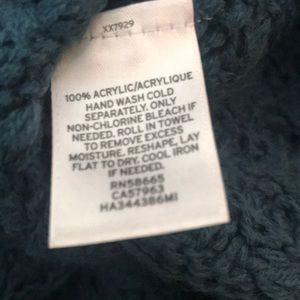 XX7929
100% ACRYLIC/ACRYLIQUE
HAND WASH COLD
SEPARATELY. ONLY
NON-CHLORINE BLEACH IF
NEEDED. ROLL IN TOWEL
TO REMOVE EXCESS
MOISTURE, RESHAPE, LAY
FLAT TO DRY. COOL IRON
IF NEEDED.
RN58665
CA57963
HA344386MI